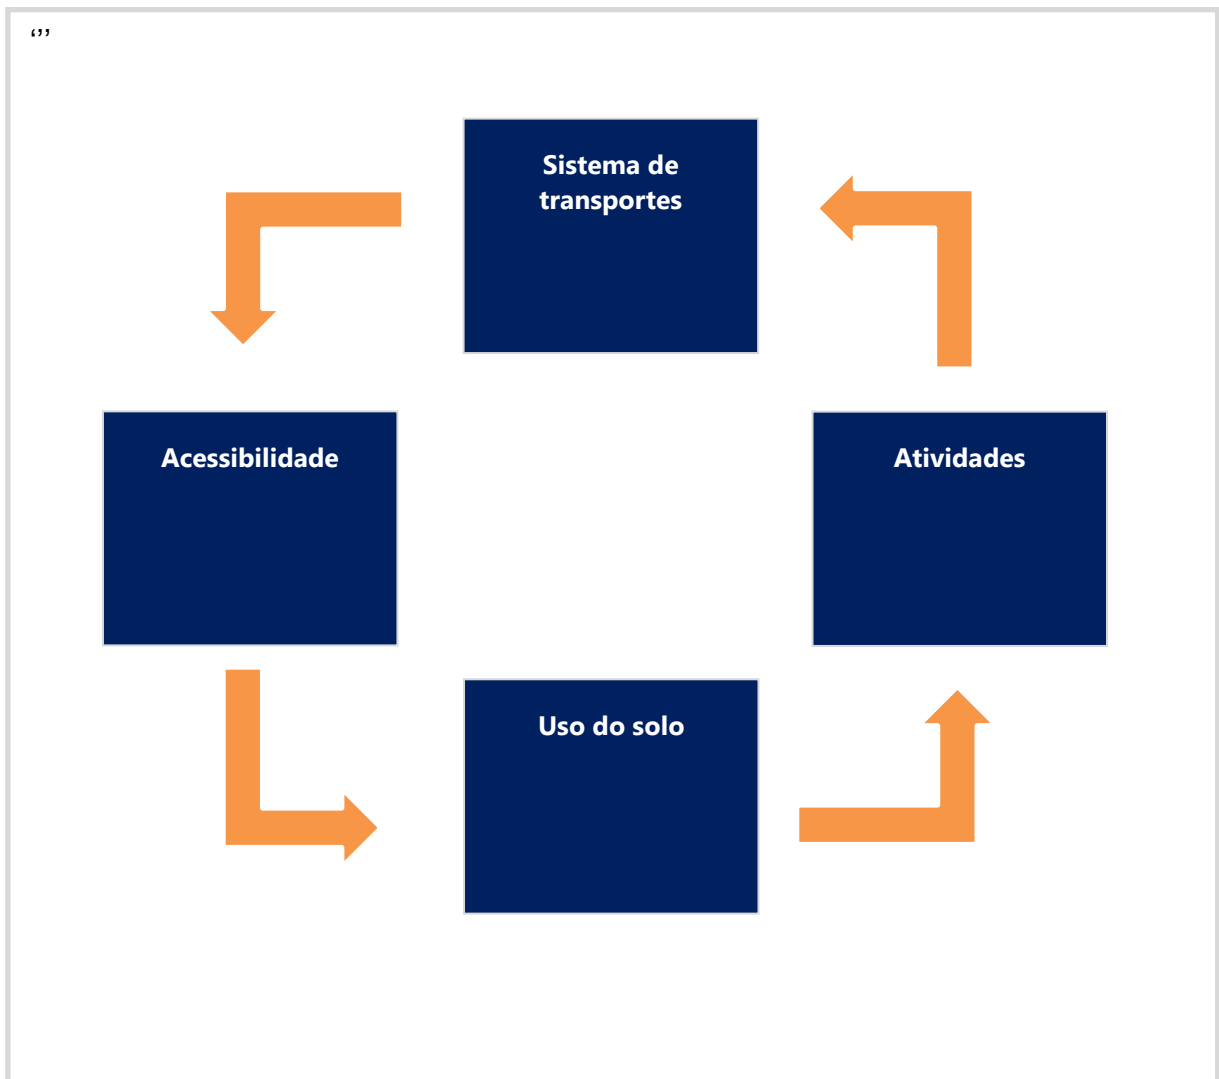 ‘’’
Sistema de
transportes
Acessibilidade
Atividades
Uso do solo